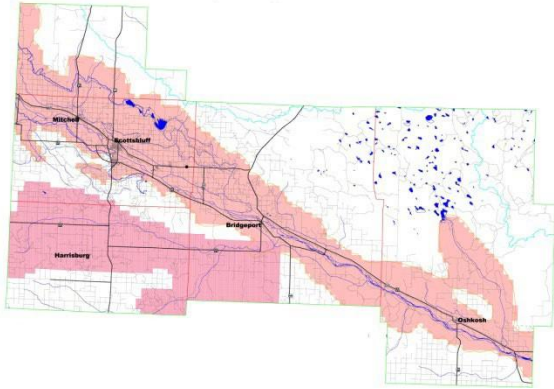 Mitchell
Scottsbluff
Bridgeport
Harrisburg
Oshkosh